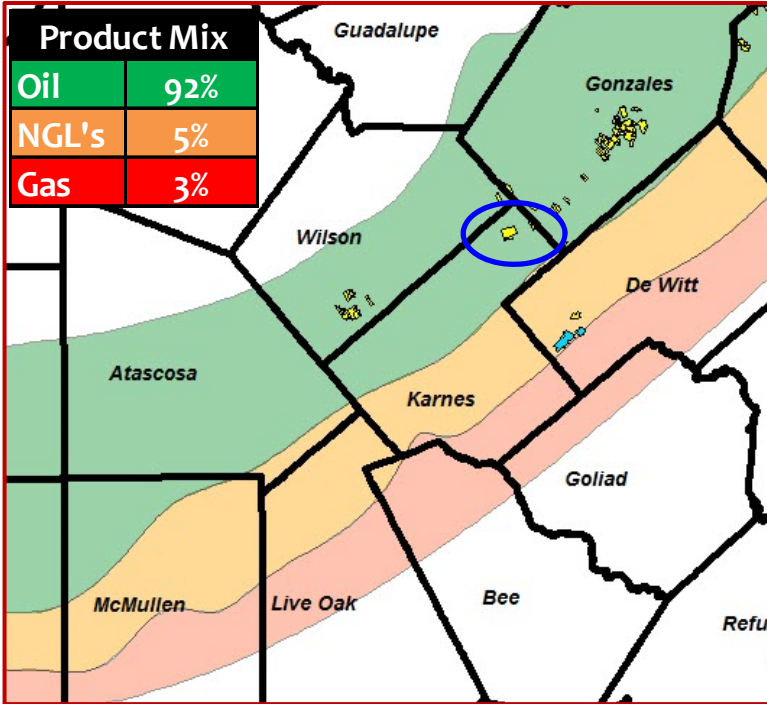 Product Mix
Oil 92%
NGL's 5%
Gas 3%
Guadalupe
Gonzales
Wilson
De Witt
Atascosa
Karnes
Goliad
McMullen
Live Oak
Bee
Refu